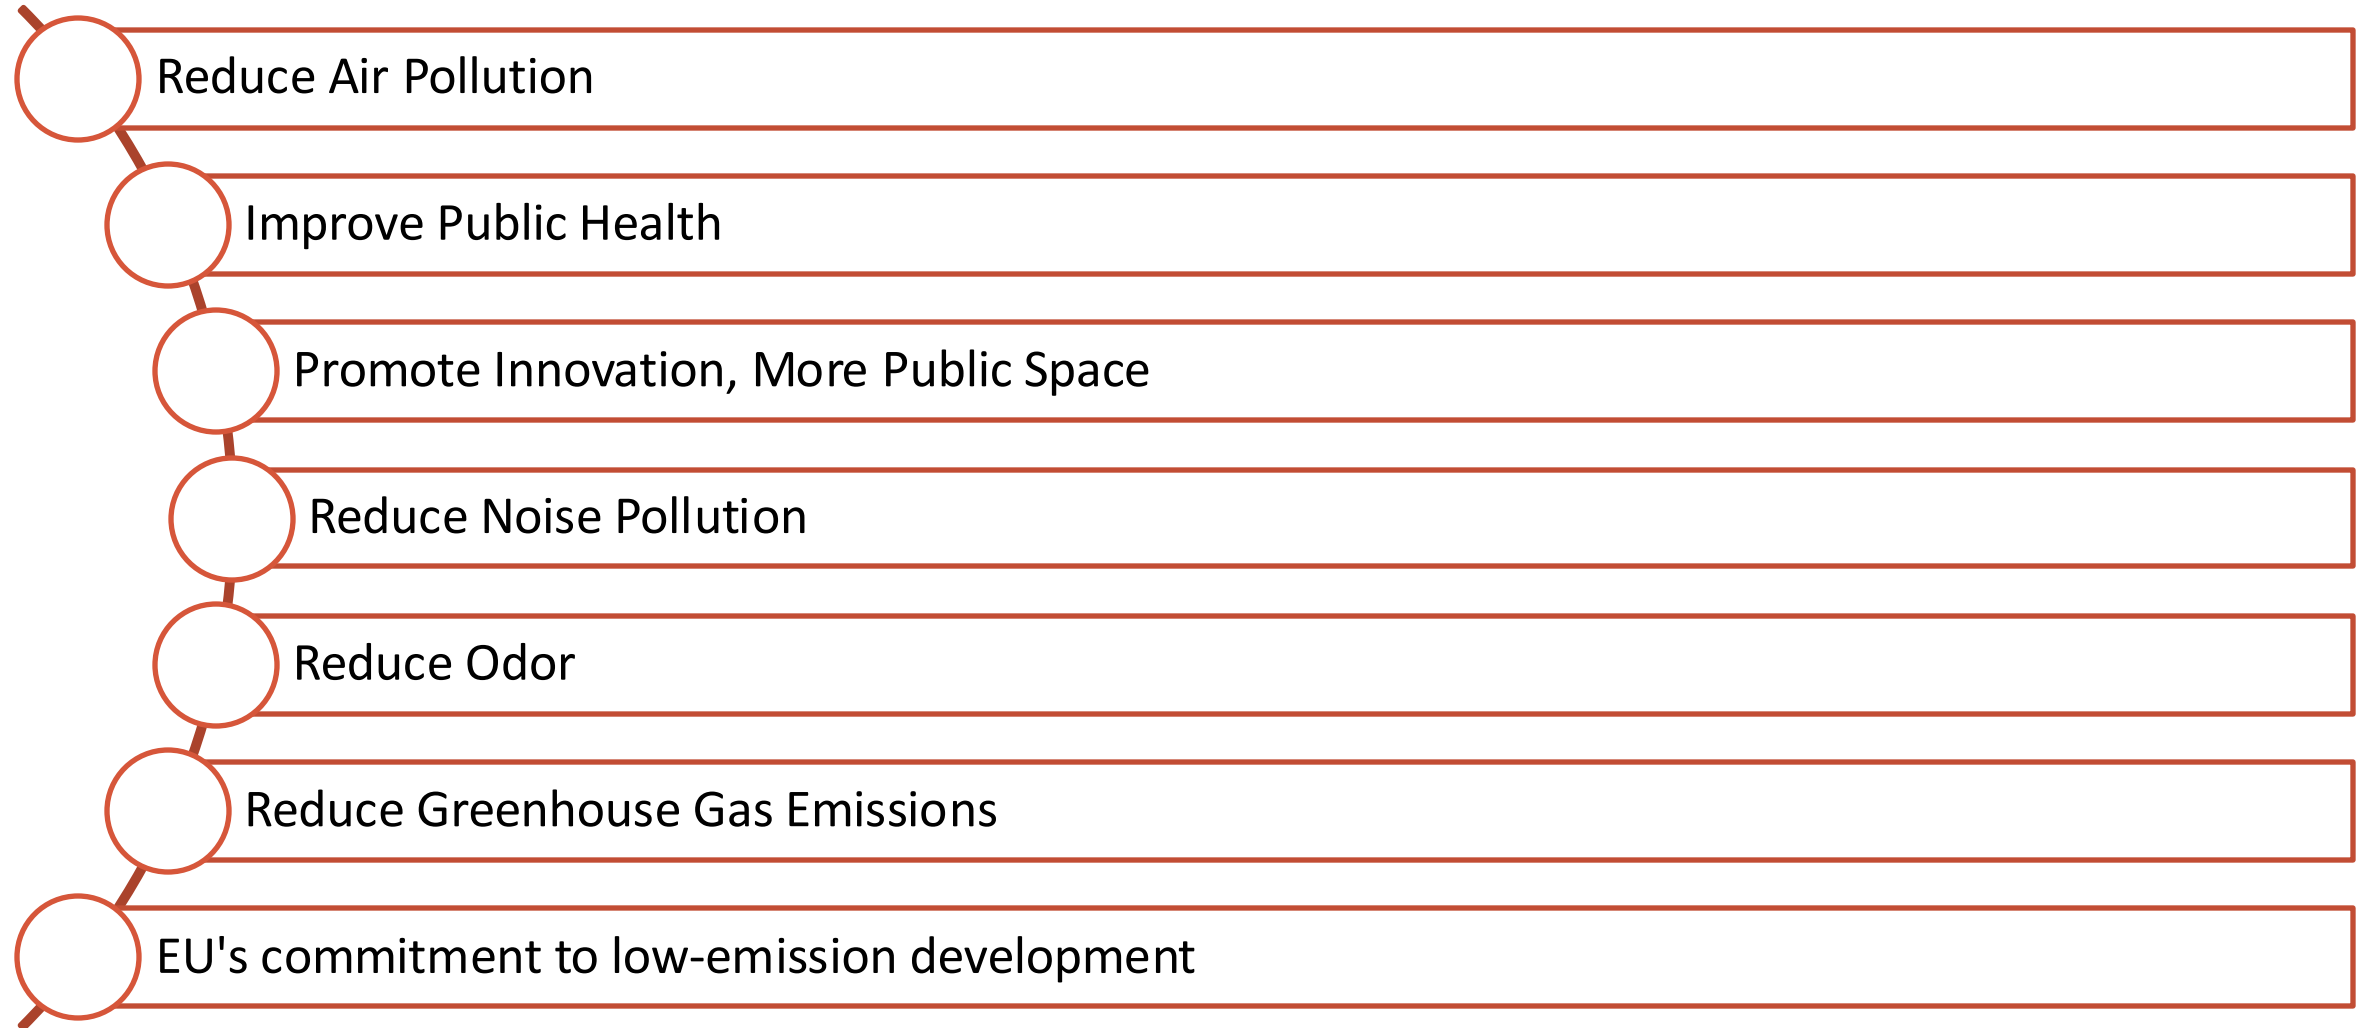 Reduce Air Pollution
Improve Public Health
Promote Innovation, More Public Space
Reduce Noise Pollution
Reduce Odor
Reduce Greenhouse Gas Emissions
EU's commitment to low-emission development